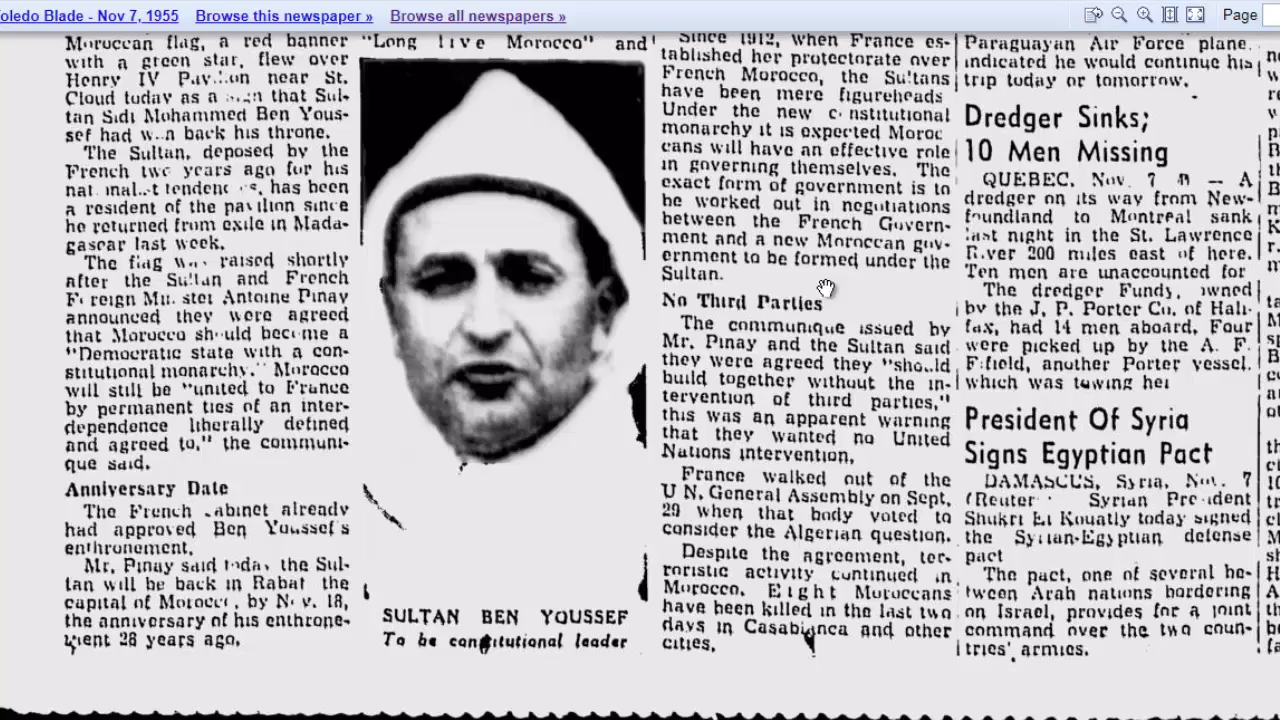 oledo Blade - Nov 7, 1955 Browse this newspaper » Browse all newspapers » Page
Moroccan flag, a red banner
with a green star, flew over
Henry IV Pavilion near St.
Cloud today as a sign that Sul-
tan Sidi Mohammed Ben Yous-
sef had won back his throne.
The Sultan, deposed by the
French two years ago for his
has been
a resident of the pavilion since
he returned from exile in Mada-
gascar last week.
The flag was raised shortly
after the Sultan and French
Foreign Minister Antoine Pinay
announced they were agreed
that Morocco should become a
"Democratic state with a con-
stitutional monarchy." Morocco
will still be "united to France
by permanent ties of an inter-
dependence liberally defined
and agreed to," the communi-
que said.
Anniversary Date
The French cabinet already
had approved Ben Youssef's
enthronement.
Mr. Pinay said today the Sul-
tan will be back in Rabat the
capital of Morocco, by Nov. 18,
the anniversary of his enthrone-
ment 28 years ago.
"Long live Morocco" and
SULTAN BEN YOUSSEF
To be constitutional leader
Since 1912, when France es-
tablished her protectorate over
French Morocco, the Sultans
have been mere figureheads
Under the new constitutional
monarchy it is expected Moroc
cans will have an effective role
in governing themselves. The
exact form of government is to
be worked out in negotiations
between the French Govern-
ment and a new Moroccan gov-
ernment to be formed under the
Sultan.
No Third Parties
The communique issued by
Mr. Pinay and the Sultan said
they were agreed they "should
build together without the in-
tervention of third parties,"
this was an apparent warning
that they wanted no United
Nations intervention.
France walked out of the
U N. General Assembly on Sept.
29 when that body voted to
consider the Algerian question.
Despite the agreement, ter-
roristic activity continued in
Morocco. Eight Moroccans
have been killed in the last two
days in Casablanca and other
cities.
Paraguayan Air Force plane.
indicated he would continue his
trip today or tomorrow.
Dredger Sinks;
10 Men Missing
QUEBEC, Nov. 7 — A
dredger on its way from New-
foundland to Montreal sank
last night in the St. Lawrence
River 200 miles east of here.
Ten men are unaccounted for
The dredger Fundy, owned
by the J. P. Porter Co. of Hali-
fax, had 14 men aboard. Four
were picked up by the A. F.
Fifield, another Porter vessel,
which was towing her
President Of Syria
Signs Egyptian Pact
DAMASCUS, Syria, Nov. 7
(Reuter Syrian President
Shukri El Kouatly today signed
the Syrian-Egyptian defense
pact
The pact, one of several be-
tween Arab nations bordering
on Israel, provides for a joint
command over the two coun-
tries' armies.